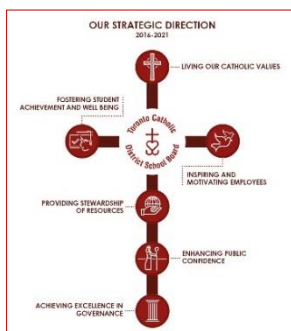 OUR STRATEGIC DIRECTION
2016-2021
LIVING OUR CATHOLIC VALUES
FOSTERING STUDENT
ACHIEVEMENT AND WELL BEING
Toronto Catholic
District School Board
INSPIRING AND
MOTIVATING EMPLOYEES
PROVIDING STEWARDSHIP
OF RESOURCES
ENHANCING PUBLIC
CONFIDENCE
ACHIEVING EXCELLENCE IN
GOVERNANCE